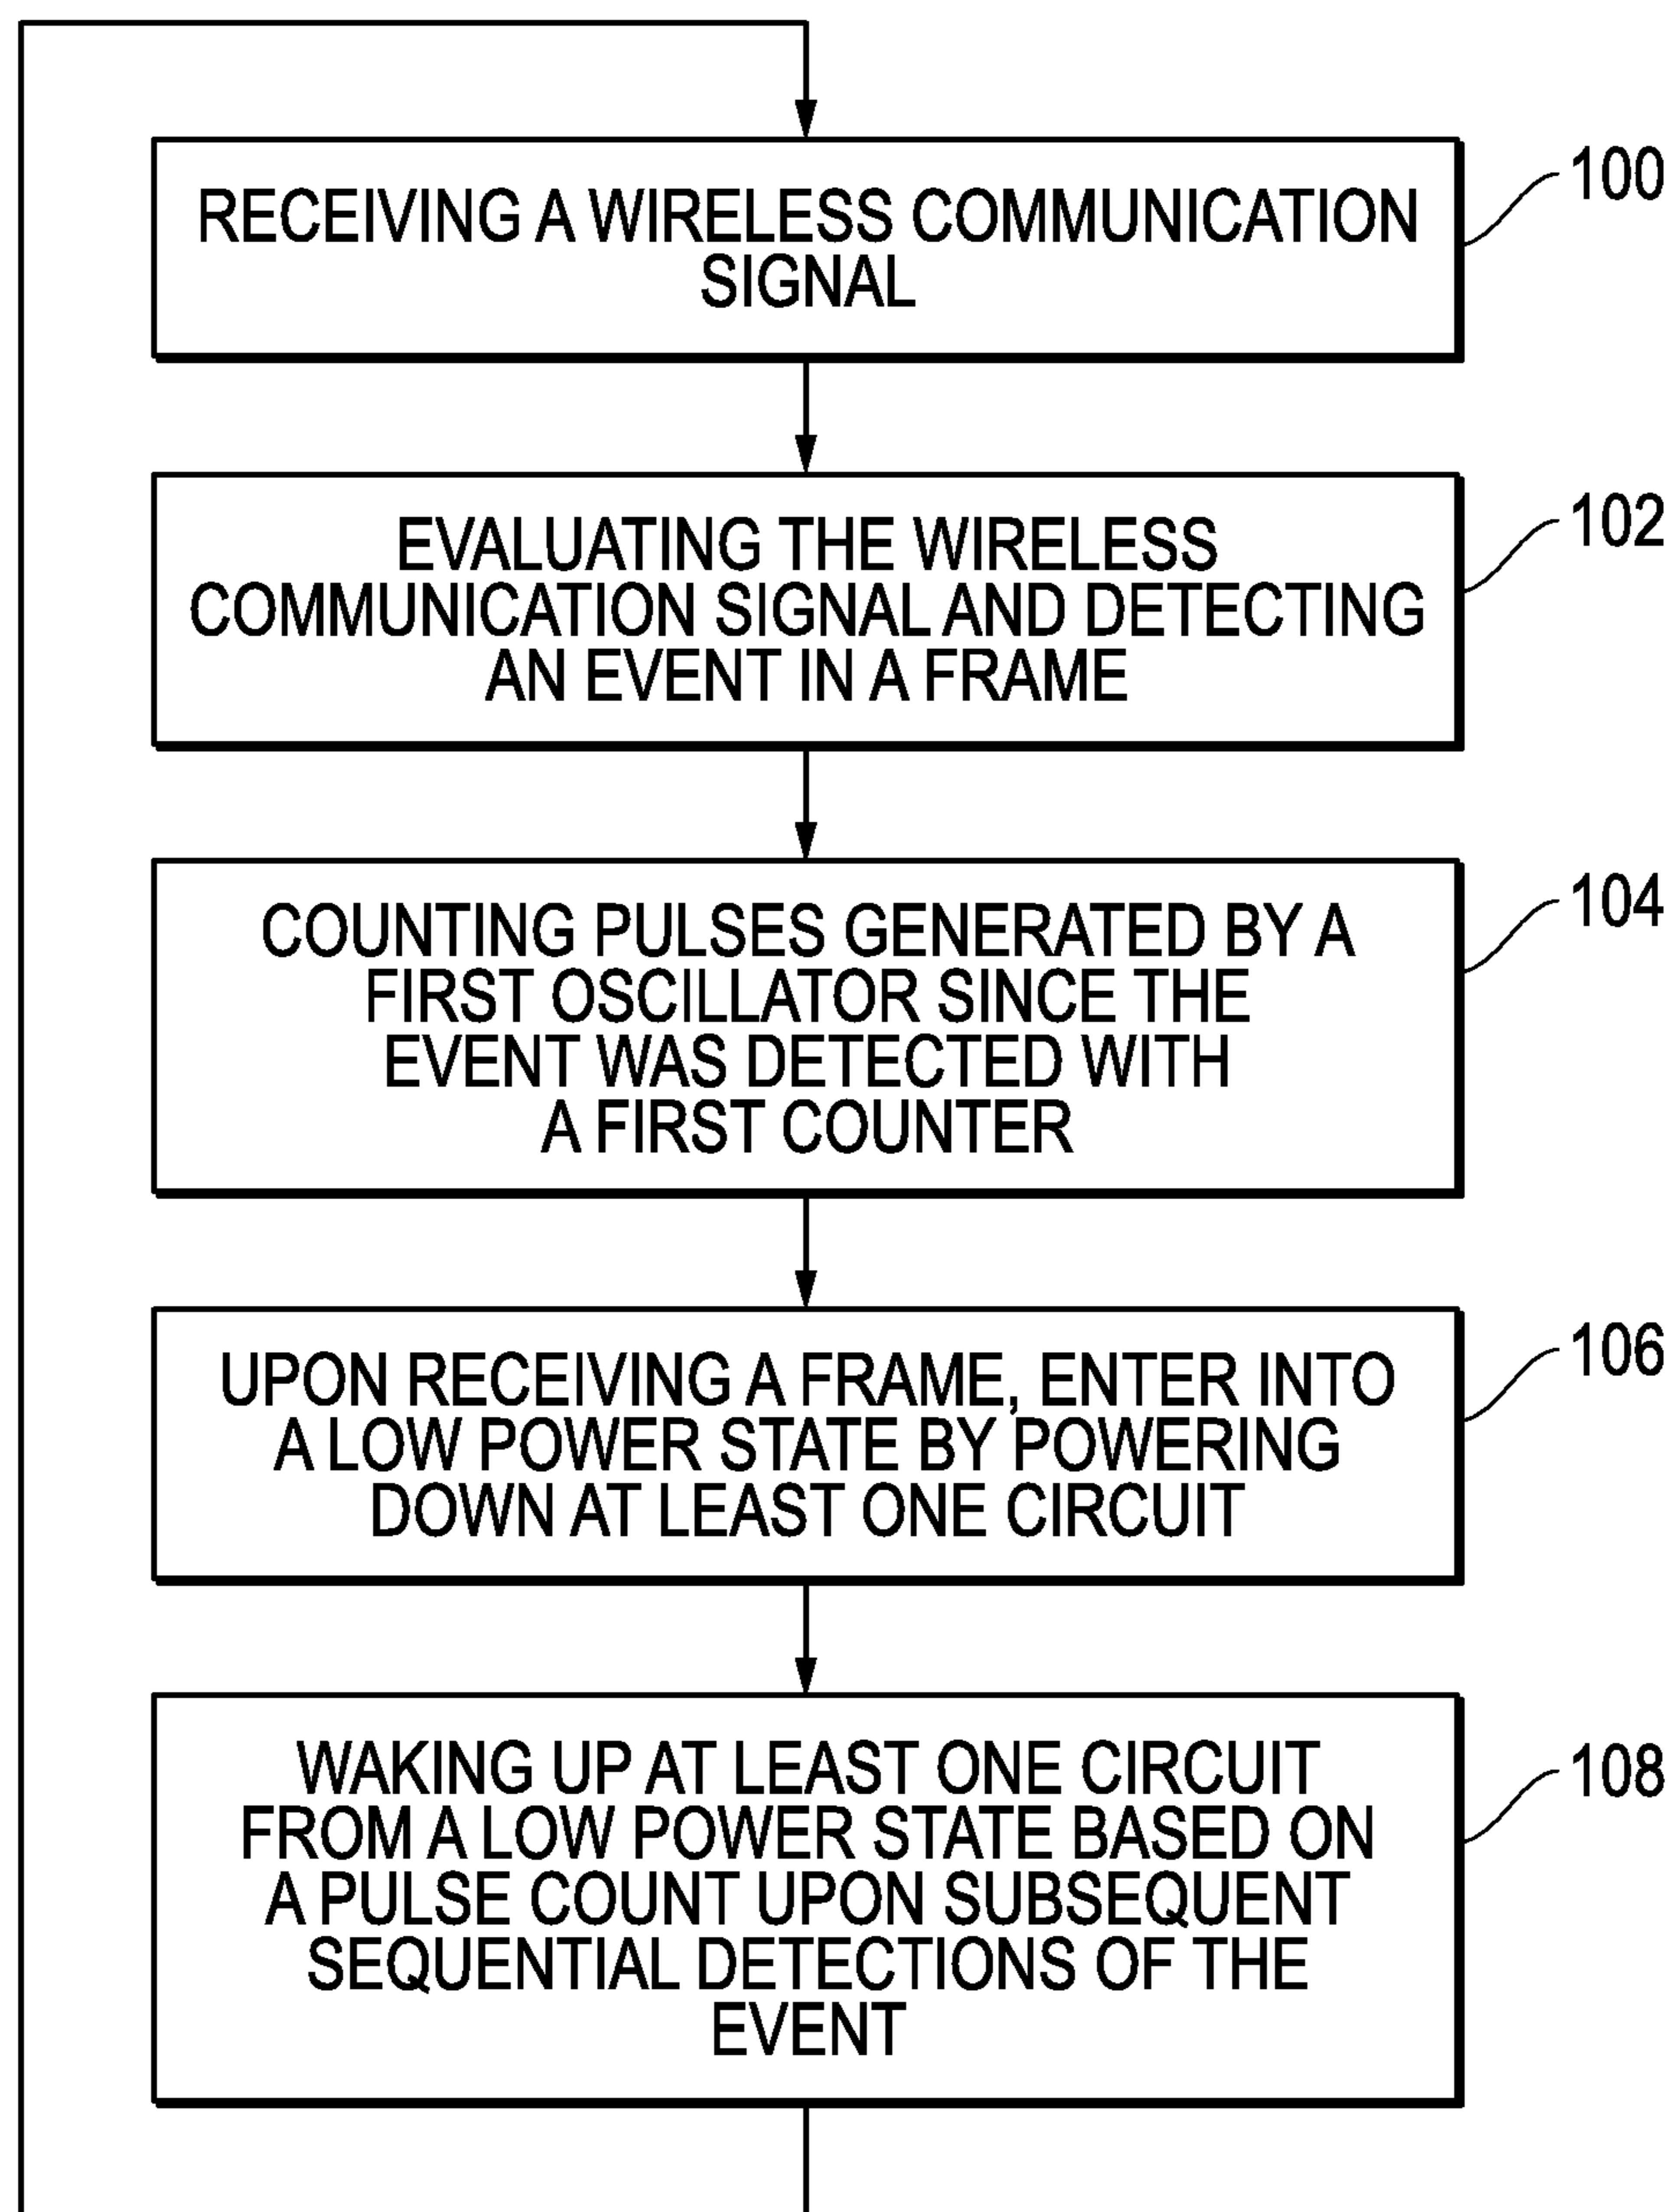 RECEIVING A WIRELESS COMMUNICATION
SIGNAL
100
EVALUATING THE WIRELESS
COMMUNICATION SIGNAL AND DETECTING
AN EVENT IN A FRAME
102
COUNTING PULSES GENERATED BY A
FIRST OSCILLATOR SINCE THE
EVENT WAS DETECTED WITH
A FIRST COUNTER
104
UPON RECEIVING A FRAME, ENTER INTO
A LOW POWER STATE BY POWERING
DOWN AT LEAST ONE CIRCUIT
106
WAKING UP AT LEAST ONE CIRCUIT
FROM A LOW POWER STATE BASED ON
A PULSE COUNT UPON SUBSEQUENT
SEQUENTIAL DETECTIONS OF THE
EVENT
108